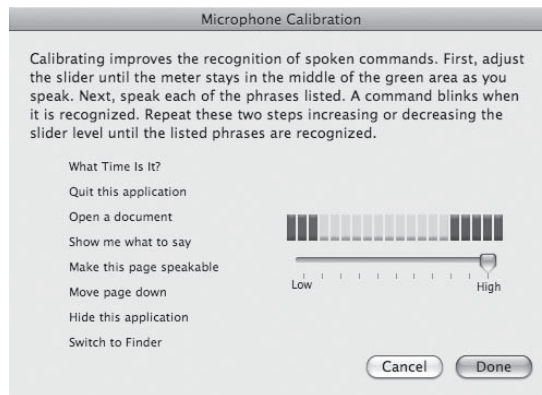 Microphone Calibration
Calibrating improves the recognition of spoken commands. First, adjust
the slider until the meter stays in the middle of the green area as you
speak. Next, speak each of the phrases listed. A command blinks when
it is recognized. Repeat these two steps increasing or decreasing the
slider level until the listed phrases are recognized.
What Time Is It?
Quit this application
Open a document
Show me what to say
Make this page speakable
Move page down
Hide this application
Switch to Finder
Low High
Cancel Done